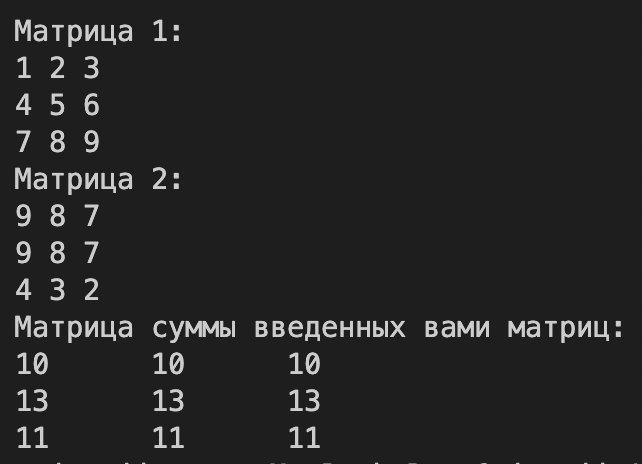 Матрица 1:
1 2 3
4 5 6
7 8 9
Матрица 2:
9 8 7
9 8 7
4 3 2
Матрица суммы введенных вами матриц:
10 10 10
13 13 13
11 11 11